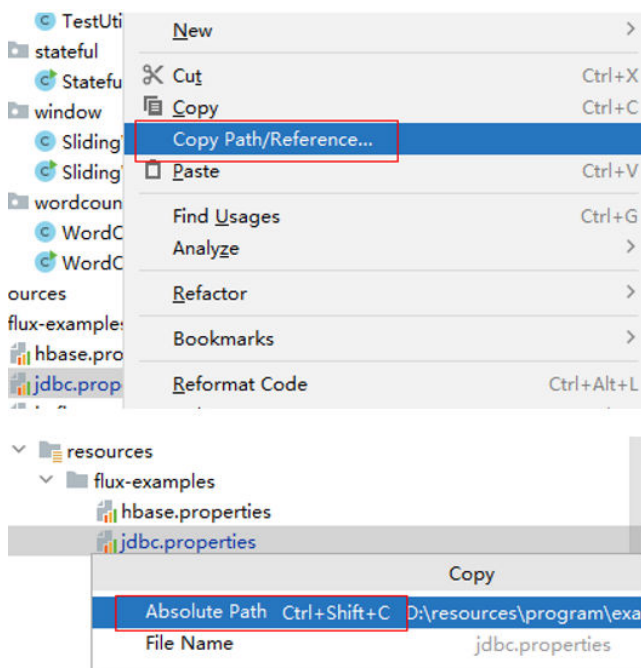 TestUti
New
stateful
Statefu
Cut Ctrl+X
window
Copy Ctrl+C
Sliding
Copy Path/Reference...
Sliding
Paste Ctrl+V
wordcoun
Find Usages Ctrl+G
WordC
Analyze
WordC
ources
Refactor
flux-example
Bookmarks
hbase.pro
jdbc.prop
Reformat Code Ctrl+Alt+L
resources
flux-examples
hbase.properties
jdbc.properties
Copy
Absolute Path Ctrl+Shift+C D:\resources\program\exa
File Name jdbc.properties